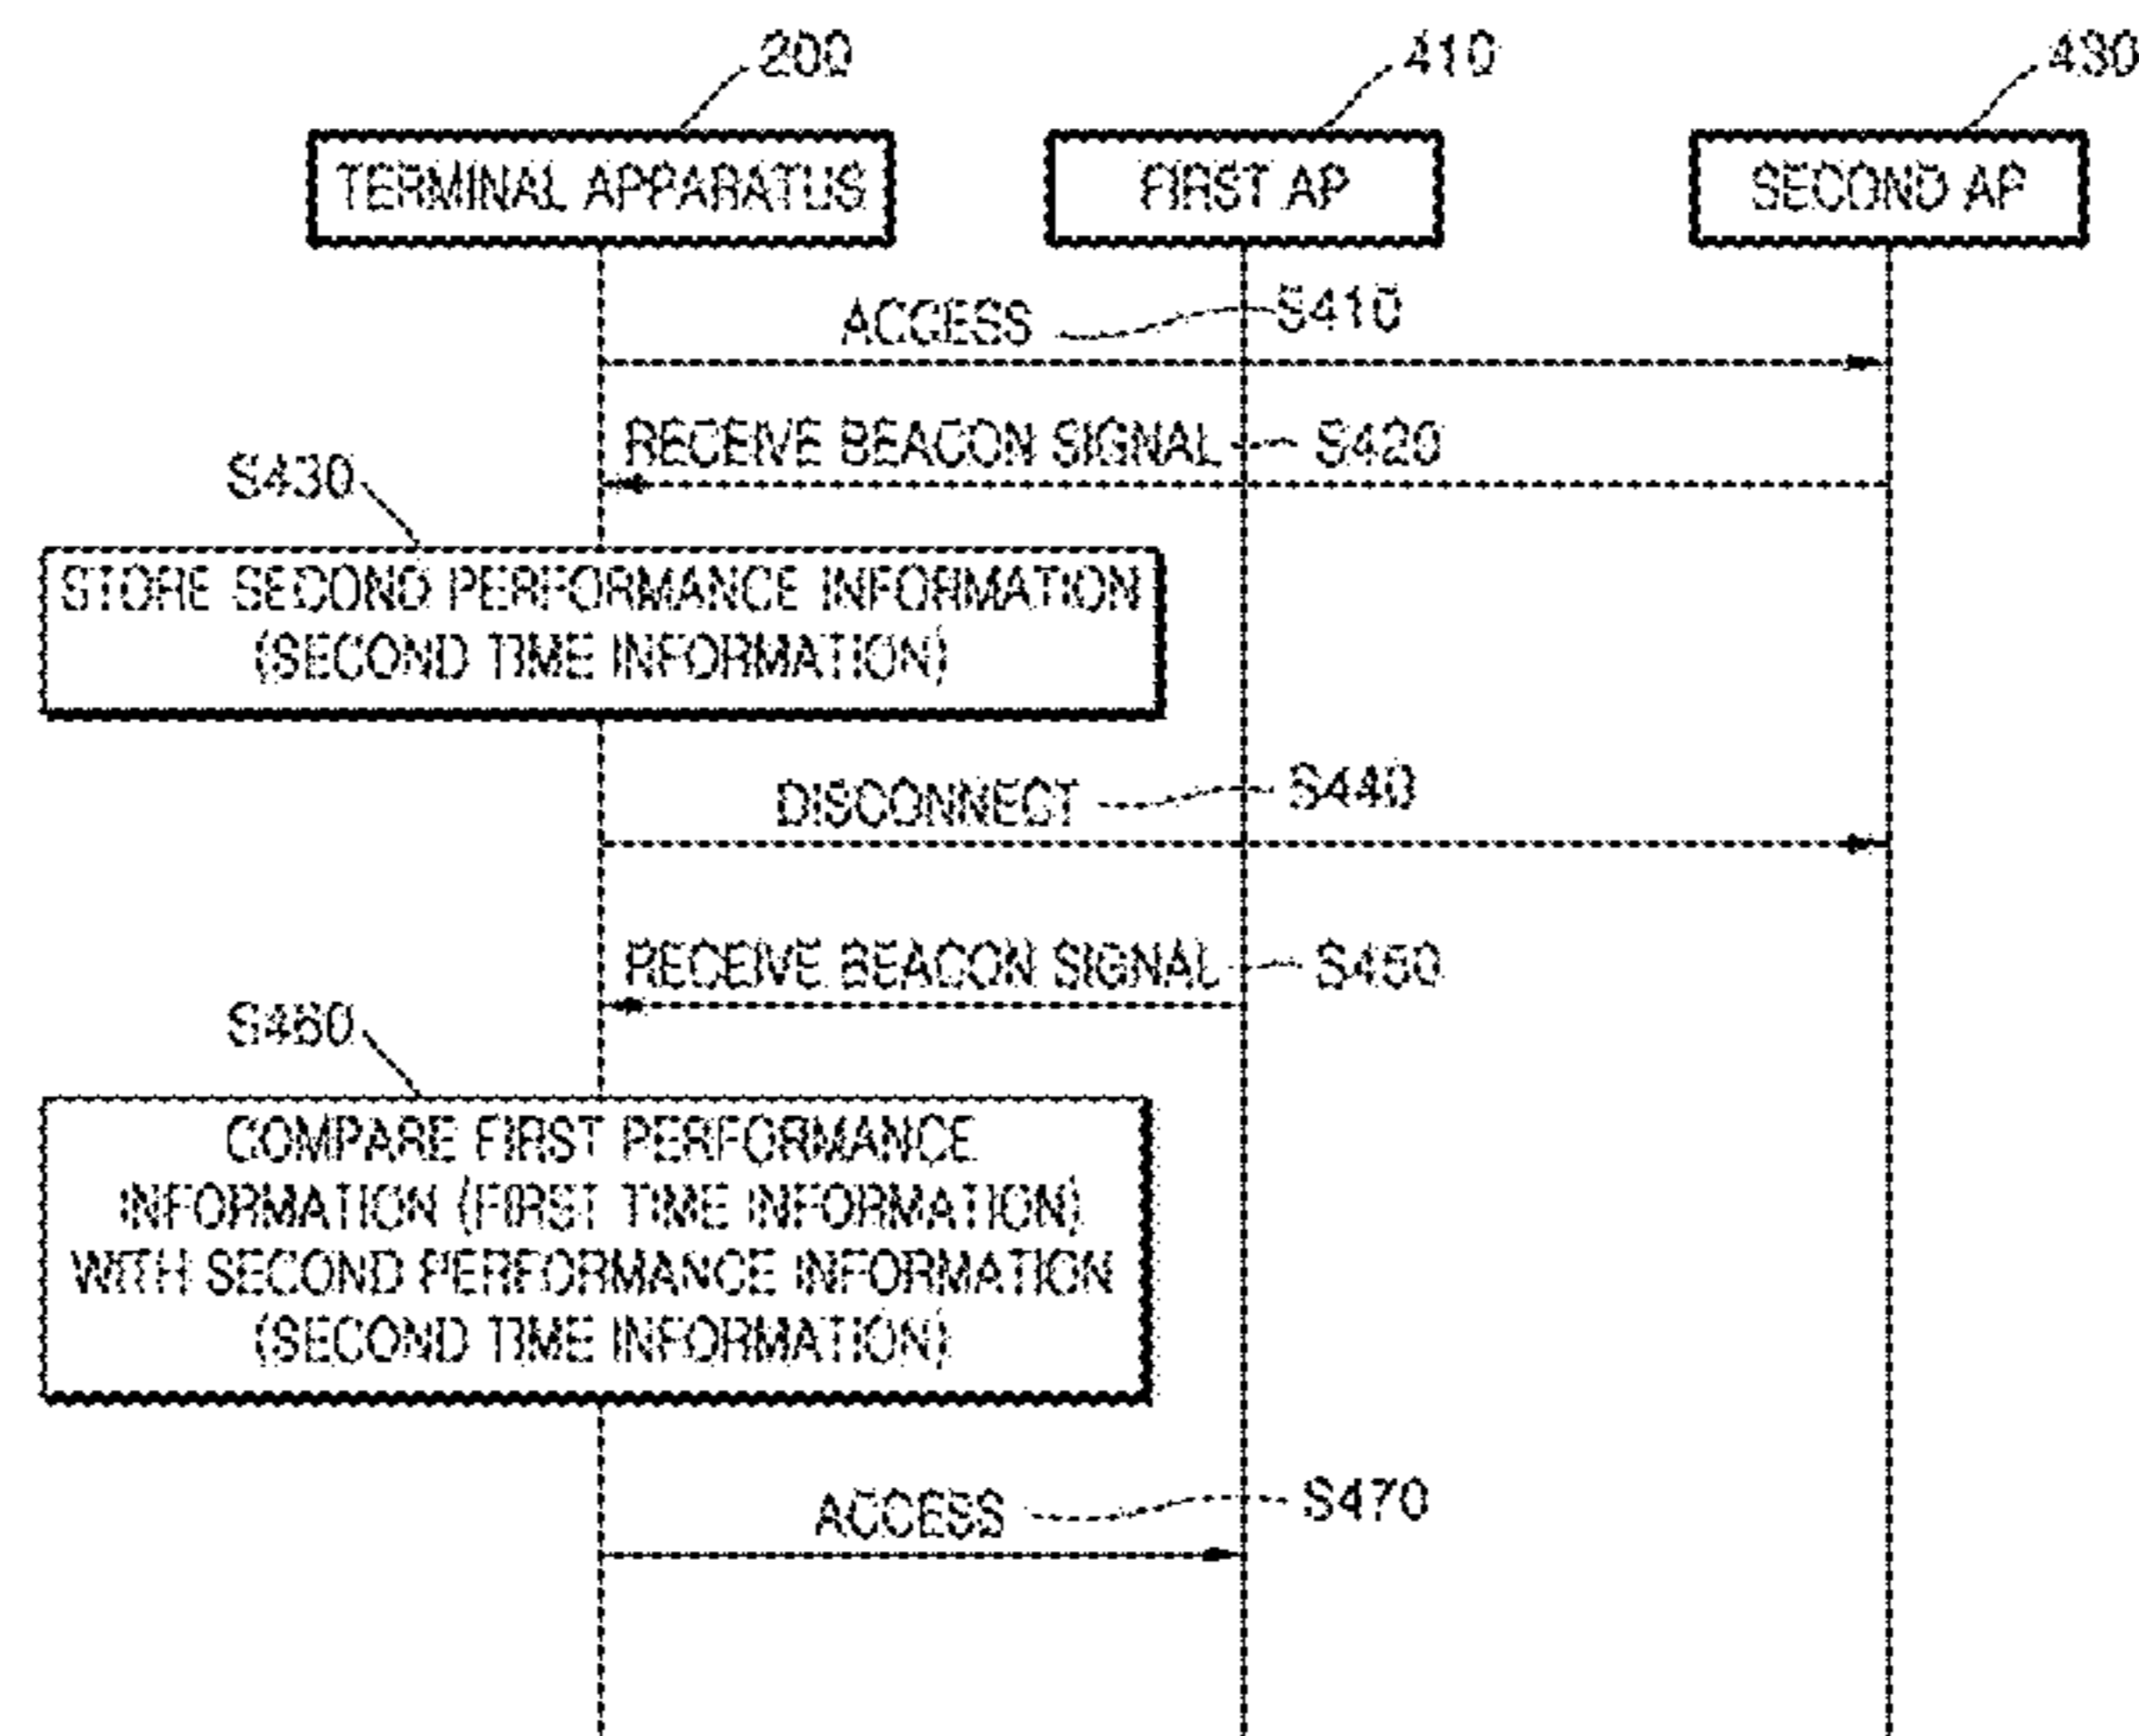 200
410
430
TERMINAL APPARATUS
FIRST AP
SECOND AP
ACCESS
S410
RECEIVE BEACON SIGNAL
S420
S430
STORE SECOND PERFORMANCE INFORMATION
(SECOND TIME INFORMATION)
DISCONNECT
S440
RECEIVE BEACON SIGNAL
S450
S460
COMPARE FIRST PERFORMANCE
INFORMATION (FIRST TIME INFORMATION)
WITH SECOND PERFORMANCE INFORMATION
(SECOND TIME INFORMATION)
ACCESS
S470